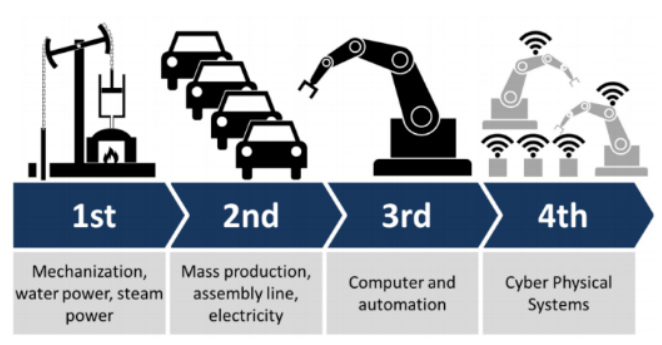 1st
2nd
3rd
4th
Mechanization,
water power, steam
power
Mass production,
assembly line,
electricity
Computer and
automation
Cyber Physical
Systems